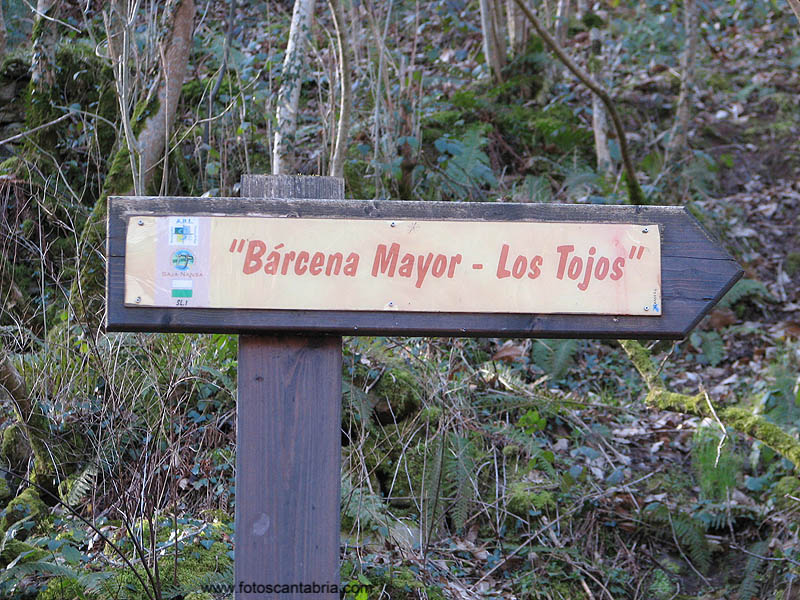 A.D.L.
SAJA NANSA
SL.1
"Bárcena Mayor - Los Tojos"
www.fotoscantabria.com